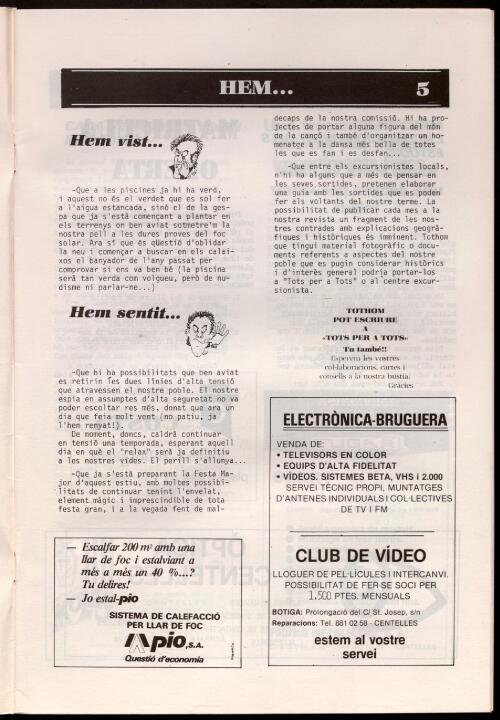 HEM...
5
Hem vist...
-Que a les piscines ja hi ha verd,
i aquest no és el verdet que es sol fer
a l'aigua estancada, sinó el de la ges-
pa que ja s'està començant a plantar en
els terrenys on ben aviat sotmetre'm la
nostra pell a les dures proves del foc
solar. Ara si que és qüestió d'oblidar
la neu i començar a buscar en els calai-
xos el banyador de l'any passat per
comprovar si ens va ben bé (la piscina
serà tan verda com volgueu, però de nu-
disme ni parlar-ne...)
Hem sentit...
-Que hi ha possibilitats que ben aviat
es retirin les dues línies d'alta tensió
que atravessen el nostre poble. El nostre
espia en assumptes d'alta seguretat no va
poder escoltar res més, donat que ara un
dia que feia molt vent (no patiu, ja
l'hem renyat!).
De moment, doncs, caldrà continuar
en tensió una temporada, esperant aquell
dia en què el "relax" serà ja definitiu
a les nostres vides. El perill s'allunya...
-Que ja s'està preparant la Festa Ma-
jor d'aquest estiu, amb moltes possibi-
litats de continuar tenint l'envelat,
element màgic i imprescindible de tota
festa gran, i a la vegada fent de mal-
decaps de la nostra comissió. Hi ha pro-
jectes de portar alguna figura del món
de la cançó i també d'organitzar un ho-
menatge a la dansa més bella de totes
les que es fan i es desfan...
-Que entre els excursionistes locals,
n'hi ha alguns que a més de pensar en
les seves sortides, pretenen elaborar
una guia amb les sortides que es poden
fer als voltants del nostre terme. La
possibilitat de publicar cada mes a la
nostra revista un fragment de les nos-
tres contrades amb explicacions geogrà-
fiques i històriques és imminent. Tothom
que tingui material fotogràfic o docu-
ments referents a aspectes del nostre
poble que es pugin considerar històrics
i d'interès general podria portar-los
a "Tots per a Tots" o al centre excur-
sionista.
TOTHOM
POT ESCRIURE
A
«TOTS PER A TOTS»
Tu també!!
Esperem les vostres
col·laboracions, cartes i
consells a la nostra bústia.
Gràcies
— Escalfar 200 m² amb una
llar de foc i estalviant a
més a més un 40 %...?
Tu delires!
— Jo estal-pio
SISTEMA DE CALEFACCIÓ
PER LLAR DE FOC
pio, S.A.
Questió d'economia
ELECTRÒNICA-BRUGUERA
VENDA DE:
• TELEVISORS EN COLOR
• EQUIPS D'ALTA FIDELITAT
• VÍDEOS. SISTEMES BETA, VHS i 2.000
SERVEI TÈCNIC PROPI, MUNTATGES
D'ANTENES INDIVIDUALS I COL·LECTIVES
DE TV I FM
CLUB DE VÍDEO
LLOGUER DE PEL·LÍCULES I INTERCANVI.
POSSIBILITAT DE FER-SE SOCI PER
1.500 PTES. MENSUALS
BOTIGA: Prolongació del C/ St. Josep, s/n
Reparacions: Tel. 881 02 58 - CENTELLES
estem al vostre
servei